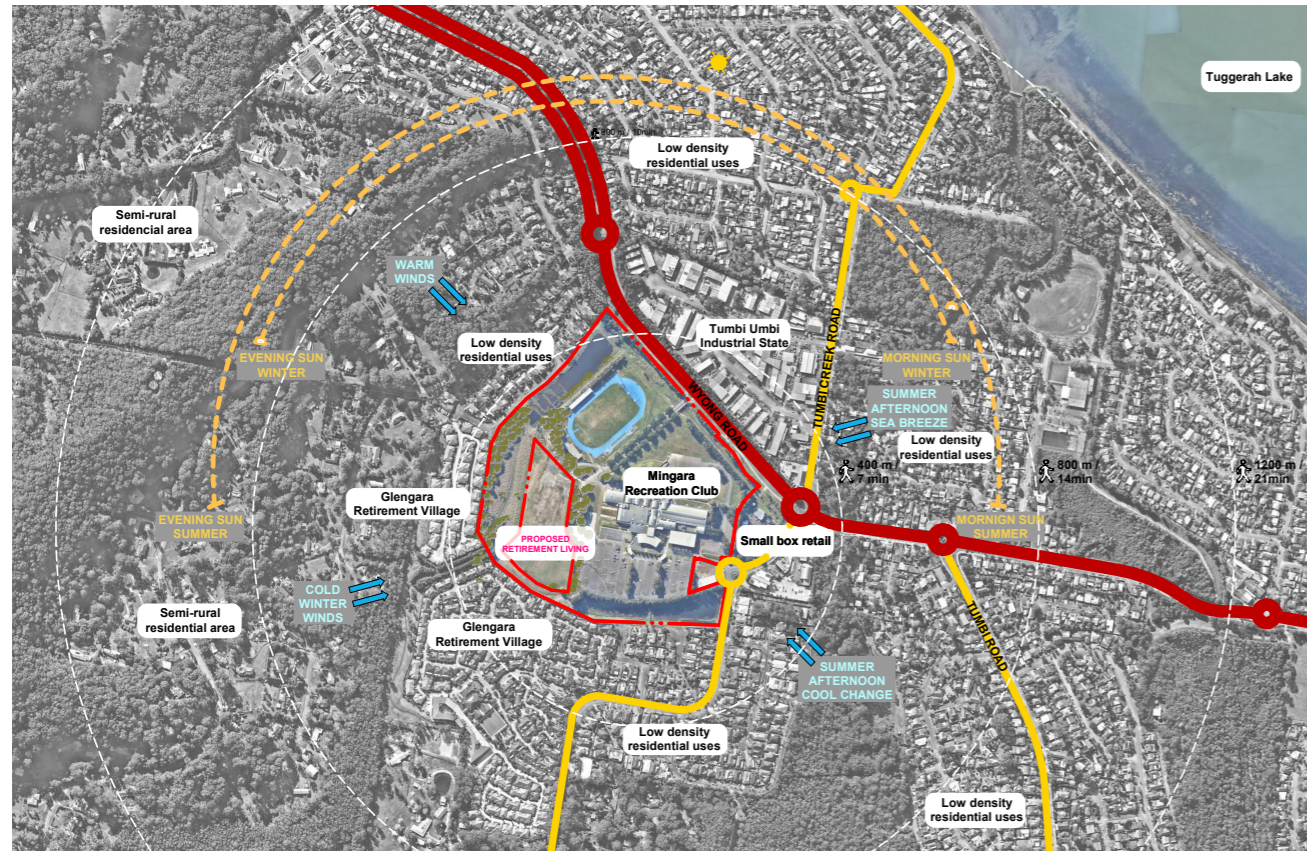 Tuggerah Lake
800 m / 10min
Low density
residential uses
Semi-rural
residencial area
WARM
WINDS
Tumbi Umbi
Industrial State
Low density
residential uses
EVENING SUN
WINTER
MORNING SUN
WINTER
WYONG ROAD
TUMBI CREEK ROAD
SUMMER
AFTERNOON
SEA BREEZE
Low density
residential uses
400 m /
7 min
800 m /
14min
1200 m /
21min
Mingara
Recreation Club
Glengara
Retirement Village
EVENING SUN
SUMMER
MORNIGN SUN
SUMMER
PROPOSED
RETIREMENT LIVING
Small box retail
COLD
WINTER
WINDS
Semi-rural
residential area
Glengara
Retirement Village
TUMBI ROAD
SUMMER
AFTERNOON
COOL CHANGE
Low density
residential uses
Low density
residential uses